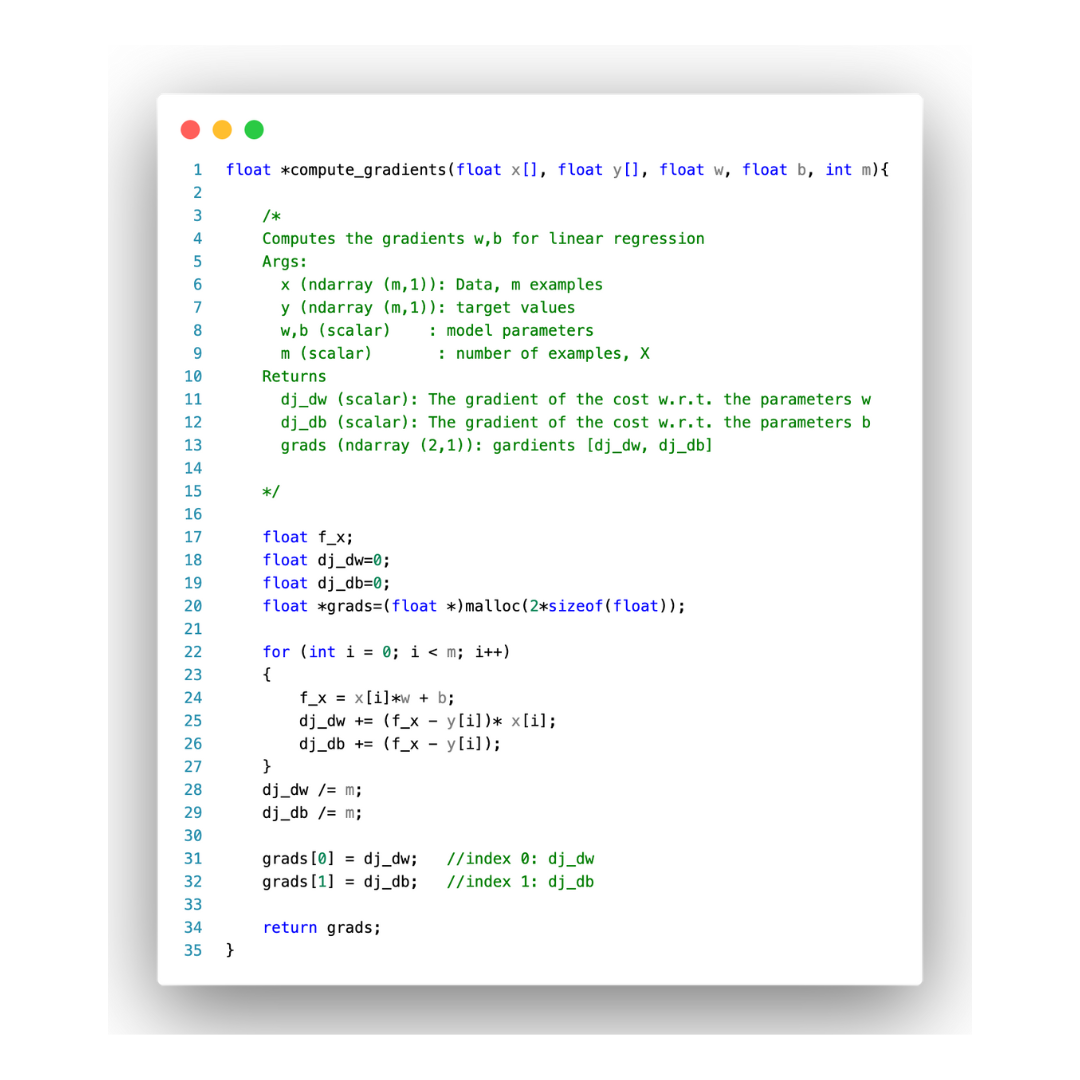 1 float *compute_gradients(float x[], float y[], float w, float b, int m){
2
3 /*
4 Computes the gradients w,b for linear regression
5 Args:
6 x (ndarray (m,1)): Data, m examples
7 y (ndarray (m,1)): target values
8 w,b (scalar)    : model parameters
9 m (scalar)       : number of examples, X
10 Returns
11 dj_dw (scalar): The gradient of the cost w.r.t. the parameters w
12 dj_db (scalar): The gradient of the cost w.r.t. the parameters b
13 grads (ndarray (2,1)): gardients [dj_dw, dj_db]
14
15 */
16
17 float f_x;
18 float dj_dw=0;
19 float dj_db=0;
20 float *grads=(float *)malloc(2*sizeof(float));
21
22 for (int i = 0; i < m; i++)
23 {
24 f_x = x[i]*w + b;
25 dj_dw += (f_x - y[i])* x[i];
26 dj_db += (f_x - y[i]);
27 }
28 dj_dw /= m;
29 dj_db /= m;
30
31 grads[0] = dj_dw;   //index 0: dj_dw
32 grads[1] = dj_db;   //index 1: dj_db
33
34 return grads;
35 }